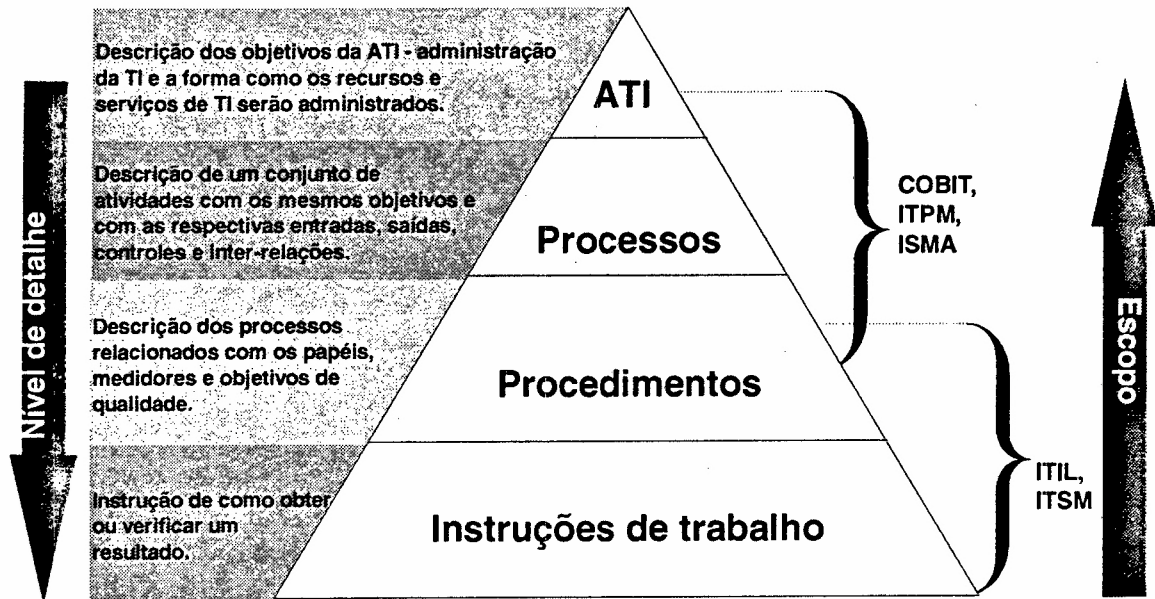 Descrição dos objetivos da ATI - administração
da TI e a forma como os recursos e
serviços de TI serão administrados.
ATI
Descrição de um conjunto de
atividades com os mesmos objetivos e
com as respectivas entradas, saídas,
controles e inter-relações.
Processos
COBIT,
ITPM,
ISMA
Nível de detalhe
Escopo
Descrição dos processos
relacionados com os papéis,
medidores e objetivos de
qualidade.
Procedimentos
Instrução de como obter
ou verificar um
resultado.
Instruções de trabalho
ITIL,
ITSM